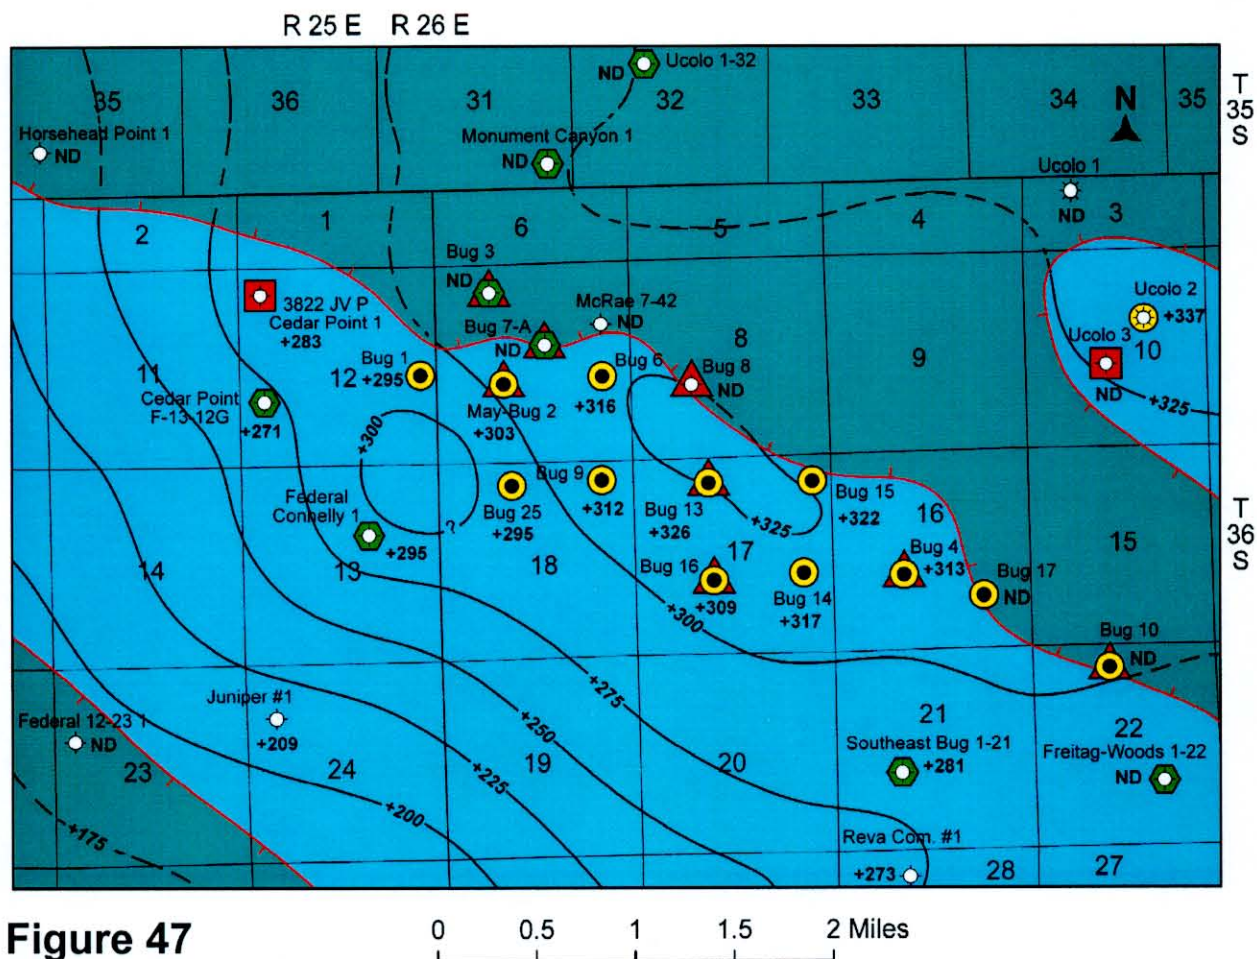 R 25 E R 26 E
T
35
S
35
36
31
32
33
34
35
N
Ucolo 1-32
ND
Horsehead Point 1
ND
Monument Canyon 1
ND
Ucolo 1
ND
2
1
6
5
4
3
Bug 3
ND
3822 JV P
Cedar Point 1
+283
McRae 7-42
ND
Bug 7-A
ND
8
9
10
Ucolo 2
+337
Ucolo 3
ND
+325
11
12
Bug 1
+295
Bug 6
+316
Bug 8
ND
May-Bug 2
+303
Cedar Point
F-13-12G
+271
+300
Federal
Connelly 1
+295
?
Bug 25
+295
Bug 9
+312
Bug 13
+326
+325
Bug 15
+322
16
15
T
36
S
14
13
18
17
Bug 16
+309
Bug 14
+317
Bug 4
+313
Bug 17
ND
+300
Bug 10
ND
+275
+250
+225
+200
+175
Juniper #1
+209
Federal 12-23 1
ND
23
24
19
20
21
22
Southeast Bug 1-21
+281
Freitag-Woods 1-22
ND
Reva Com. #1
+273
28
27
Figure 47
0 0.5 1 1.5 2 Miles